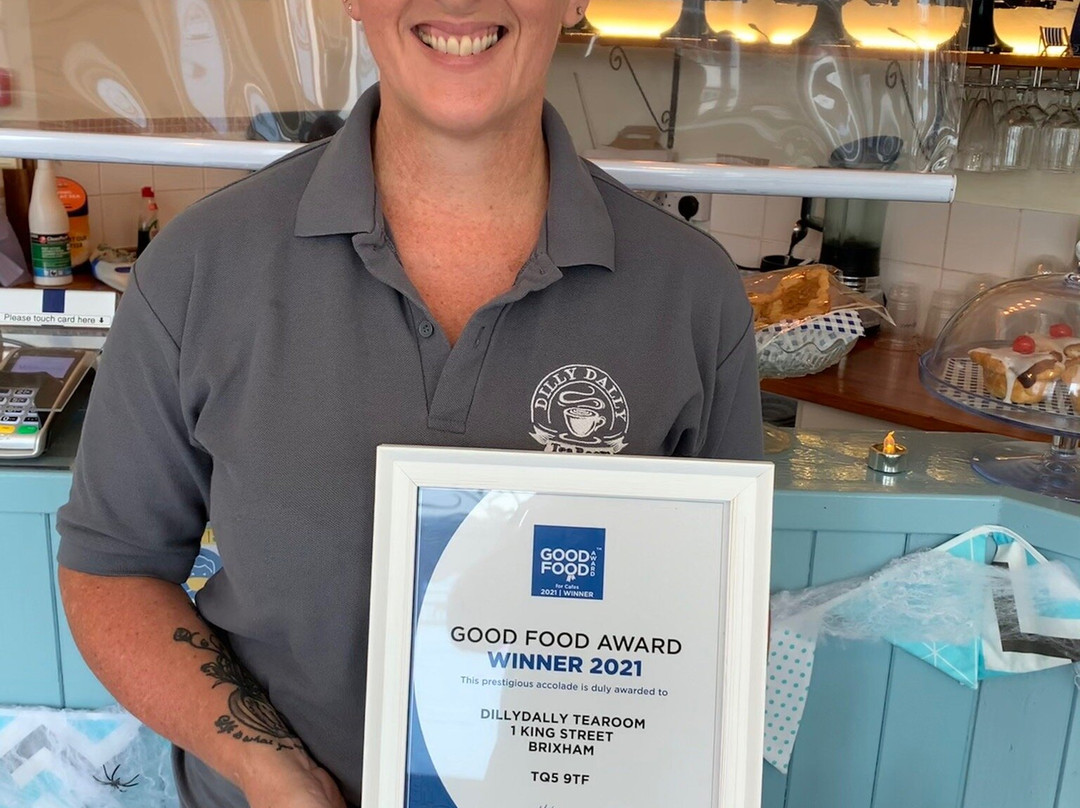 Please touch card here
DILLY DALLY
GOOD
FOOD
AWARD
for Cafes
2021 | WINNER
GOOD FOOD AWARD
WINNER 2021
This prestigious accolade is duly awarded to
DILLYDALLY TEAROOM
1 KING STREET
BRIXHAM
TQ5 9TF